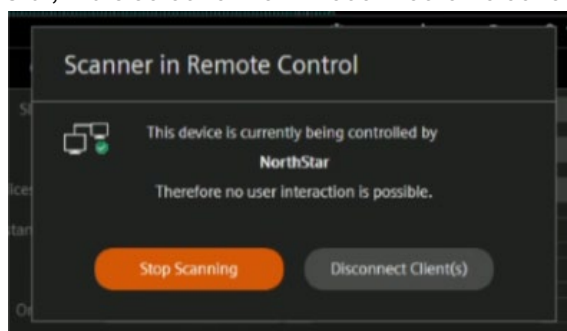 Scanner in Remote Control
This device is currently being controlled by
NorthStar
Therefore no user interaction is possible.
Stop Scanning
Disconnect Client(s)